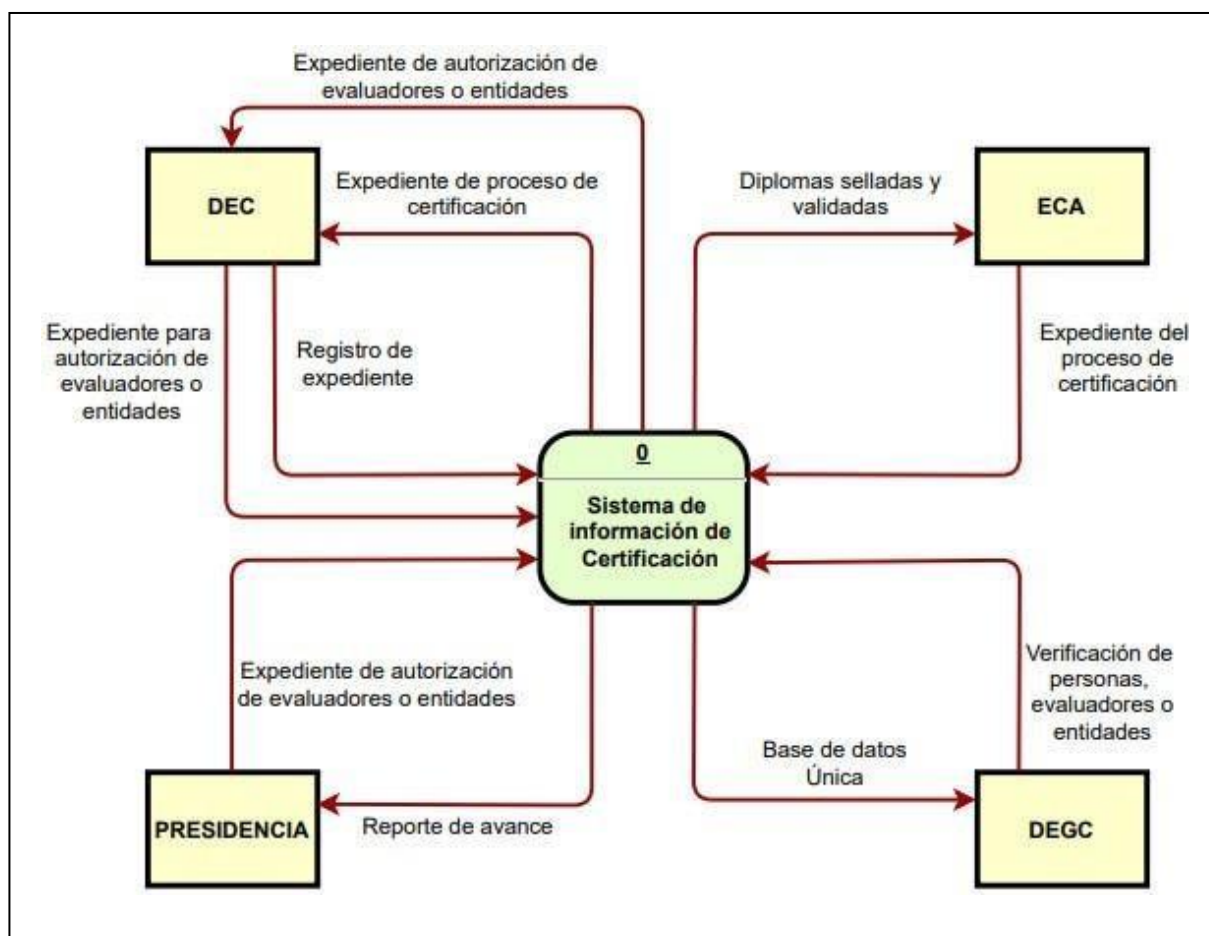 Expediente de autorización de
evaluadores o entidades
DEC
Expediente de proceso de
certificación
Diplomas selladas y
validadas
ECA
Expediente para
autorización de
evaluadores o
entidades
Registro de
expediente
Expediente del
proceso de
certificación
0
Sistema de
información de
Certificación
Expediente de autorización
de evaluadores o entidades
Verificación de
personas,
evaluadores o
entidades
Base de datos
Única
PRESIDENCIA
Reporte de avance
DEGC